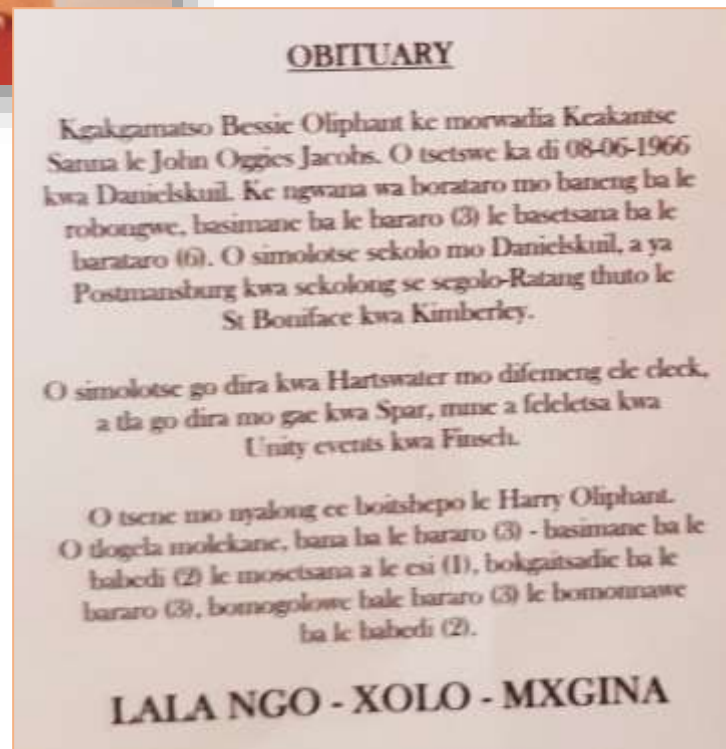 OBITUARY
Kgakgamatso Bessie Oliphant ke morwadia Keakantse
Sanna le John Oggies Jacobs. O tsetswe ka di 08-06-1966
kwa Danielskuil. Ke ngwana wa borataro mo baneng ba le
robongwe, basimane ba le bararo (3) le basetsana ba le
barataro (6). O simolotse sekolo mo Danielskuil, a ya
Postmansburg kwa sekolong se segolo-Ratang thuto le
St Boniface kwa Kimberley.
O simolotse go dira kwa Hartswater mo difemeng ele cleck,
a tla go dira mo gae kwa Spar, mme a feleletsa kwa
Unity events kwa Finsch.
O tsene mo nyalong ee boitshepo le Harry Oliphant.
O tlogela molekane, bana ba le bararo (3) - basimane ba le
babedi (2) le mosetsana a le esi (1), bokgaitsadie ba le
bararo (3), bomogolowe bale bararo (3) le bomonnawe
ba le babedi (2).
LALA NGO - XOLO - MXGINA